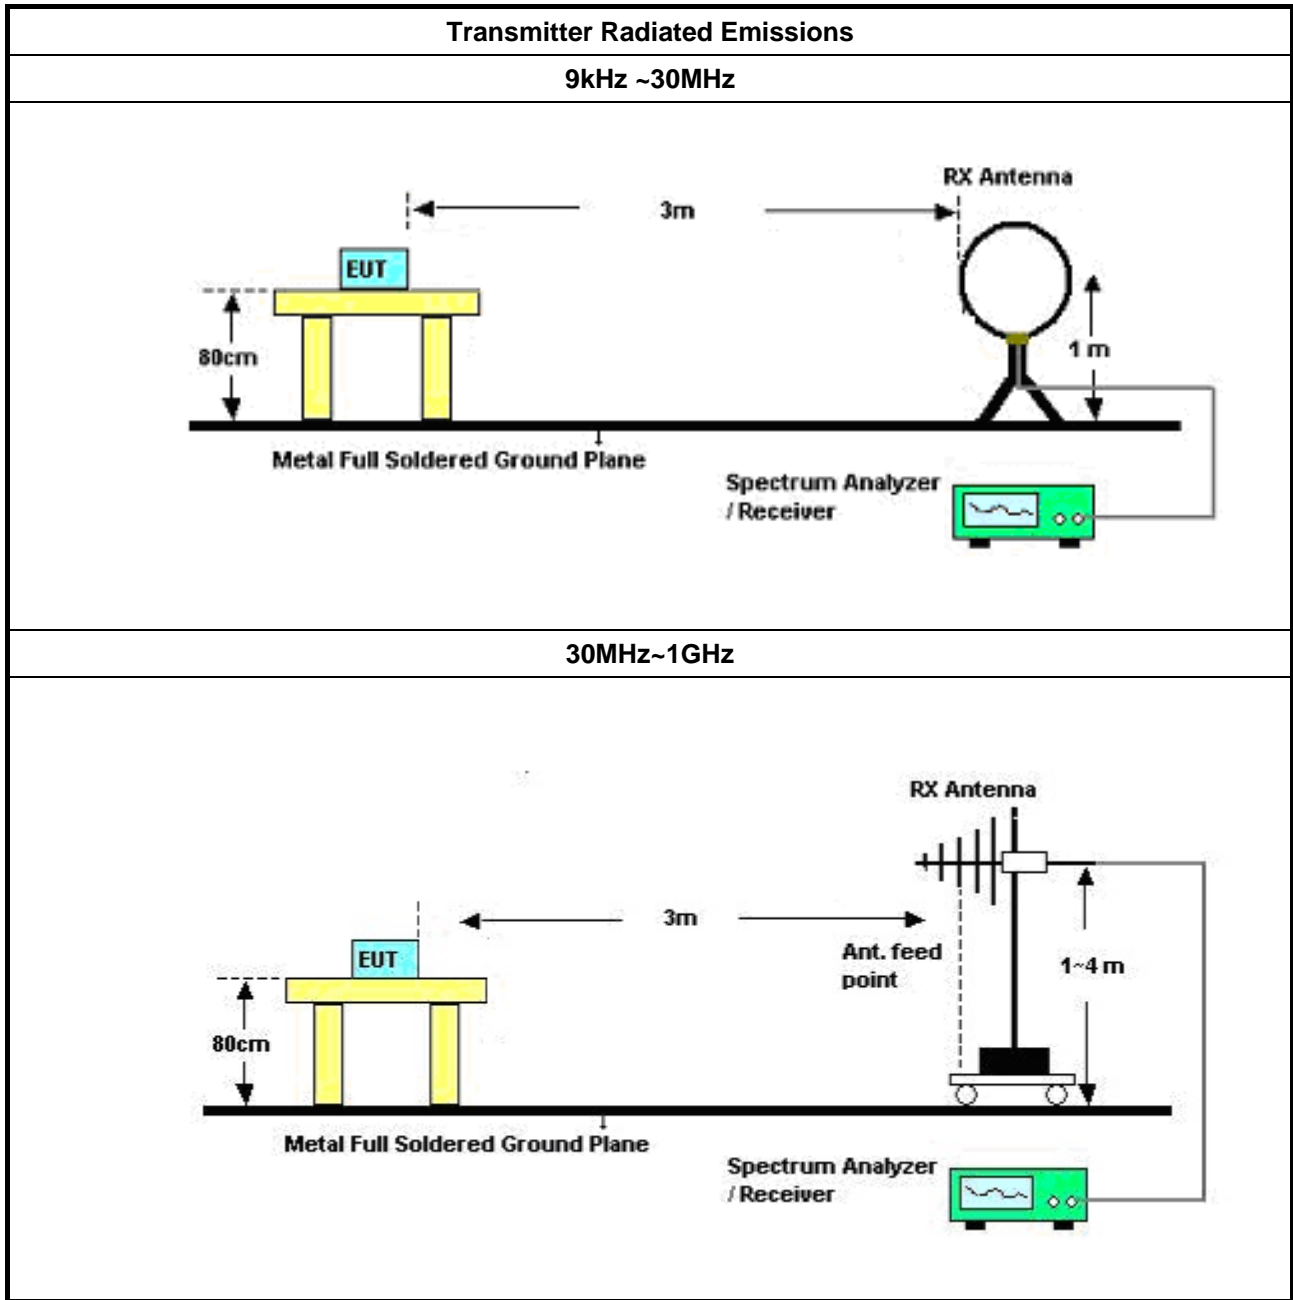 Transmitter Radiated Emissions
9kHz ~30MHz
RX Antenna
3m
EUT
80cm
1 m
Metal Full Soldered Ground Plane
Spectrum Analyzer
/ Receiver
30MHz~1GHz
RX Antenna
3m
EUT
Ant. feed
point
1~4 m
80cm
Metal Full Soldered Ground Plane
Spectrum Analyzer
/ Receiver